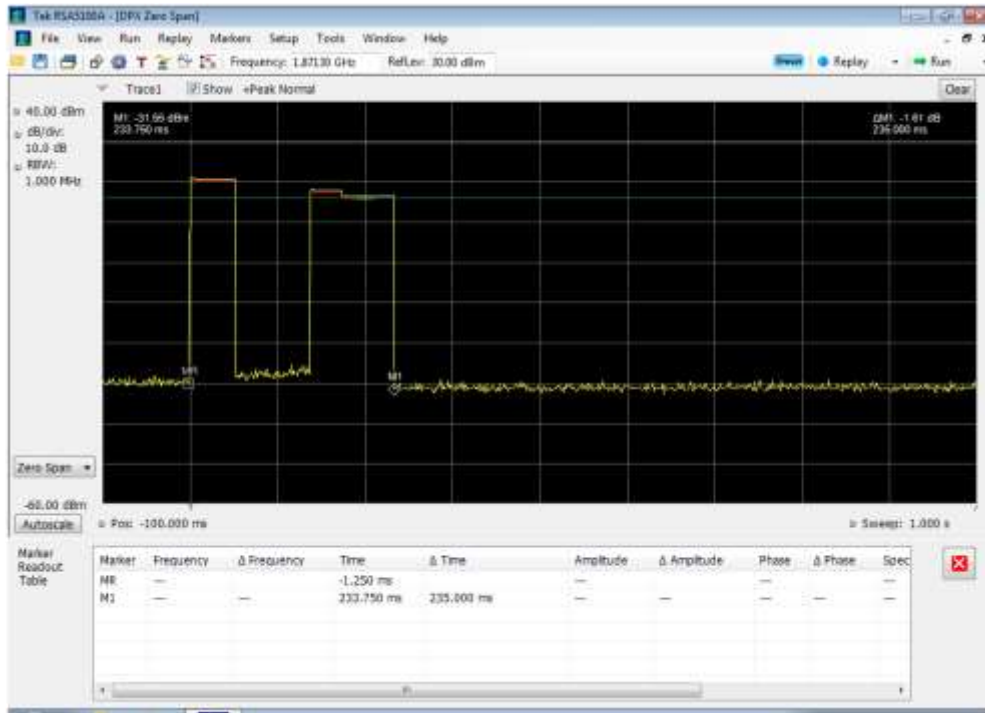 Tek RSA5100A - [DPX Zero Span]
File View Run Replay Markers Setup Tools Window Help
Frequency: 1.87130 GHz RefLev: 30.00 dBm Preset Replay Run
Trace1 Show +Peak Normal Clear
40.00 dBm
dB/div:
10.0 dB
RBW:
1.000 MHz
M1: -31.95 dBm
233.750 ms
ΔM1: -1.61 dB
235.000 ms
MR
M1
Zero Span
-60.00 dBm
Autoscale Pos: -100.000 ms Sweep: 1.000 s
Marker
Readout
Table
Marker Frequency Δ Frequency Time Δ Time Amplitude Δ Amplitude Phase Δ Phase Spec
MR --- -1.250 ms --- --- ---
M1 --- --- 233.750 ms 235.000 ms --- --- --- --- ---